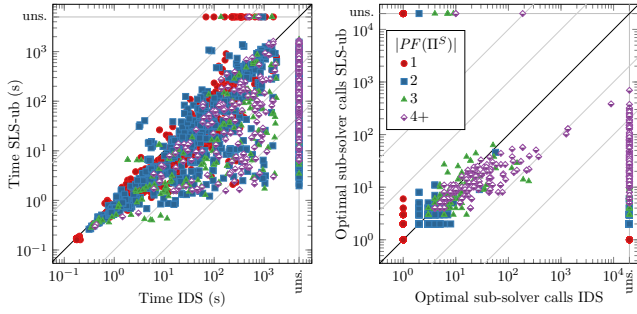 uns.
10^3
10^2
10^1
10^0
10^-1
Time SLS-ub (s)
10^-1 10^0 10^1 10^2 10^3 uns.
Time IDS (s)
uns.
10^4
10^3
10^2
10^1
10^0
Optimal sub-solver calls SLS-ub
|PF(Π^S)|
1
2
3
4+
10^0 10^1 10^2 10^3 10^4 uns.
Optimal sub-solver calls IDS